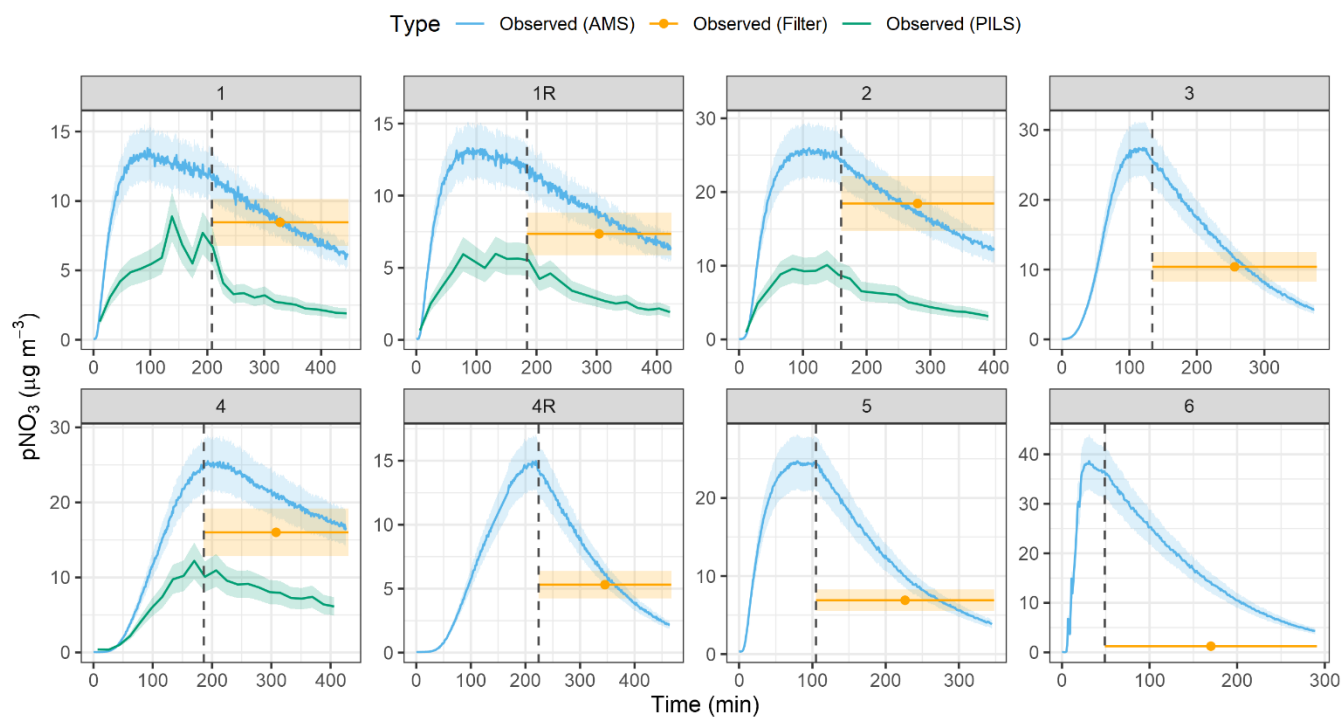 Type Observed (AMS) Observed (Filter) Observed (PILS)
pNO₃ (μg m⁻³)
1 1R 2 3
15 15 30 30
10 10 20 20
5 5 10 10
0 0 0 0
0 100 200 300 400 0 100 200 300 400 0 100 200 300 400 0 100 200 300
4 4R 5 6
30 15 20 40
20 10 10 30
10 5 0 20
0 0 10
0
0 100 200 300 400 0 100 200 300 400 0 100 200 300 0 100 200 300
Time (min)